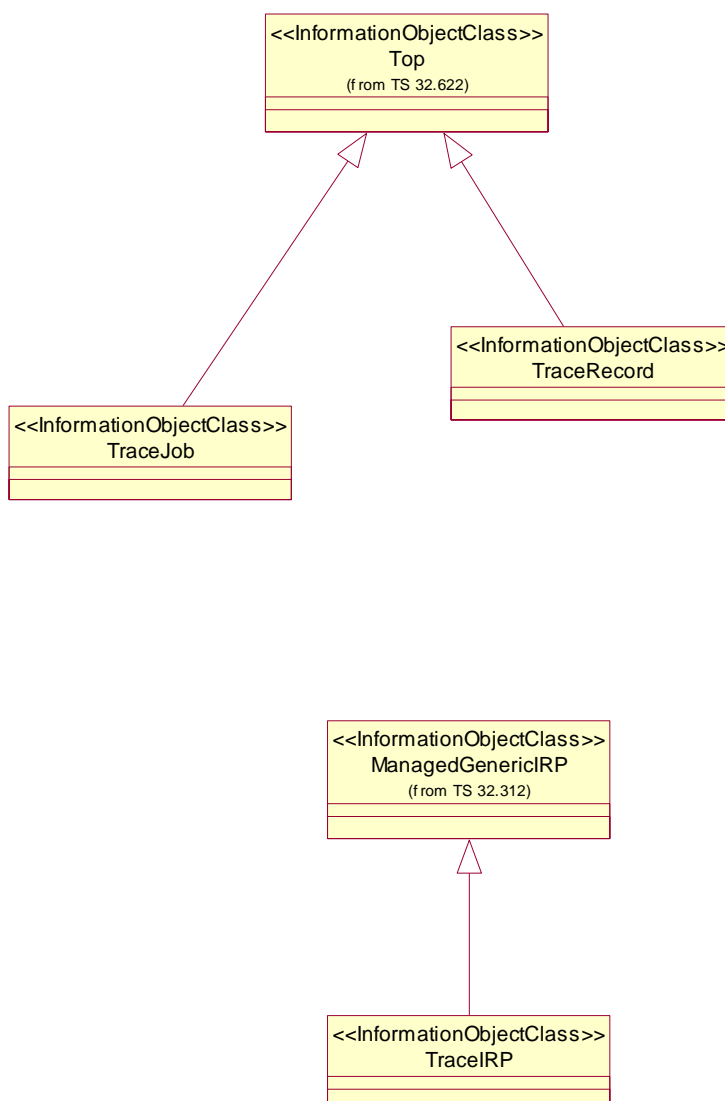 <<InformationObjectClass>>
Top
(from TS 32.622)
<<InformationObjectClass>>
TraceRecord
<<InformationObjectClass>>
TraceJob
<<InformationObjectClass>>
ManagedGenericIRP
(from TS 32.312)
<<InformationObjectClass>>
TraceIRP